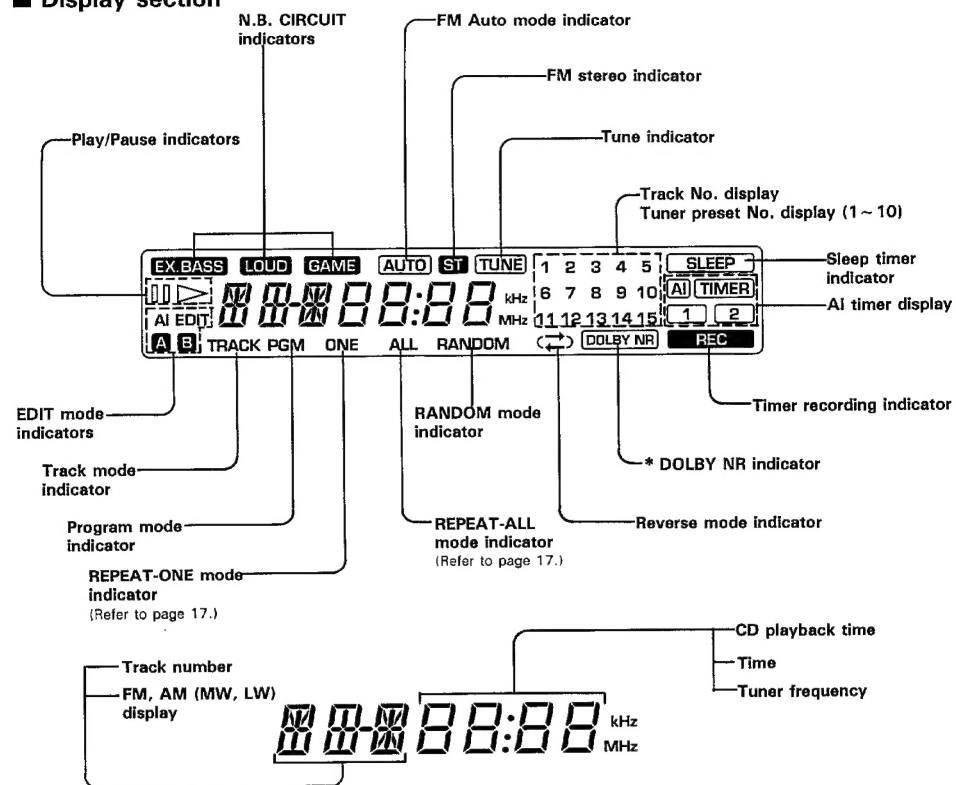 ■ Display section
N.B. CIRCUIT
indicators
FM Auto mode indicator
FM stereo indicator
Play/Pause indicators
Tune indicator
Track No. display
Tuner preset No. display (1 ~ 10)
Sleep timer
indicator
AI timer display
EX.BASS LOUD GAME AUTO ST TUNE 1 2 3 4 5 SLEEP
88:88 kHz 6 7 8 9 10 AI TIMER
AI EDIT MHz 11 12 13 14 15 1 2
A B TRACK PGM ONE ALL RANDOM DOLBY NR REC
EDIT mode
indicators
RANDOM mode
indicator
Timer recording indicator
Track mode
indicator
* DOLBY NR indicator
Program mode
indicator
REPEAT-ALL
mode indicator
(Refer to page 17.)
Reverse mode indicator
REPEAT-ONE mode
indicator
(Refer to page 17.)
CD playback time
Time
Tuner frequency
Track number
FM, AM (MW, LW)
display
88:88 kHz
MHz